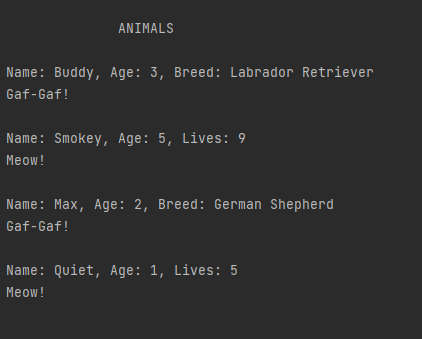 ANIMALS
Name: Buddy, Age: 3, Breed: Labrador Retriever
Gaf-Gaf!
Name: Smokey, Age: 5, Lives: 9
Meow!
Name: Max, Age: 2, Breed: German Shepherd
Gaf-Gaf!
Name: Quiet, Age: 1, Lives: 5
Meow!